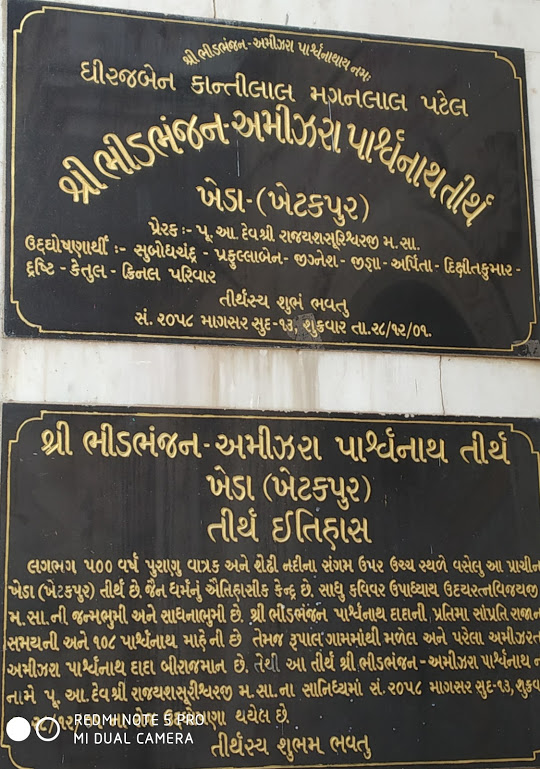 શ્રી ભીડભંજન-અમીઝરા પાર્શ્વનાથાય નમઃ
ધીરજબેન કાન્તીલાલ મગનલાલ પટેલ
શ્રી ભીડભંજન-અમીઝરા પાર્શ્વનાથ તીર્થ
ખેડા-(ખેટકપુર)
પ્રેરક :- પૂ. આ. દેવશ્રી રાજયશસૂરિશ્વરજી મ.સા.
ઉદઘોષણાર્થી :- સુબોધચંદ્ર - પ્રફુલ્લાબેન- જીગ્નેશ - જીજ્ઞા- અર્પિતા - દિક્ષીતકુમાર-
દ્રષ્ટિ - કેતુલ - ક્રિનલ પરિવાર
તીર્થસ્ય શુભં ભવતુ
સં. ૨૦૫૮ માગસર સુદ-૧૩, શુક્રવાર તા.૨૮/૧૨/૦૧.
શ્રી ભીડભંજન-અમીઝરા પાર્શ્વનાથ તીર્થ
ખેડા (ખેટકપુર)
તીર્થ ઈતિહાસ
લગભગ ૫૦૦ વર્ષ પુરાણુ વાત્રક અને શેઢી નદીના સંગમ ઉપર ઉચ્ચ સ્થળે વસેલુ આ પ્રાચીન
ખેડા (ખેટકપુર) તીર્થ છે. જૈન ધર્મનું ઐતિહાસીક કેન્દ્ર છે. સાધુ કવિવર ઉપાધ્યાય ઉદયરત્નવિજયજી
મ. સા. ની જન્મભુમી અને સાધનાભુમી છે. શ્રી ભીડભંજન પાર્શ્વનાથ દાદાની પ્રતિમા સાંપ્રતિ રાજાન
સમયની અને ૧૦૮ પાર્શ્વનાથ માહેની છે તેમજ રૂપાલ ગામમાંથી મળેલ અને પરેલા અમીઝરત
અમીઝરા પાર્શ્વનાથ દાદા બીરાજમાન છે. તેથી આ તીર્થ શ્રી ભીડભંજન-અમીઝરા પાર્શ્વનાથ
નામે પૂ. આ. દેવ શ્રી રાજયશસુરીશ્વરજી મ. સા. ના સાનિધ્યમાં સં. ૨૦૫૮ માગસર સુદ-૧૩, શુક્રવા
થયેલ છે.
તીર્થસ્ય શુભમ ભવતુ
REDMI NOTE 5 PRO
MI DUAL CAMERA